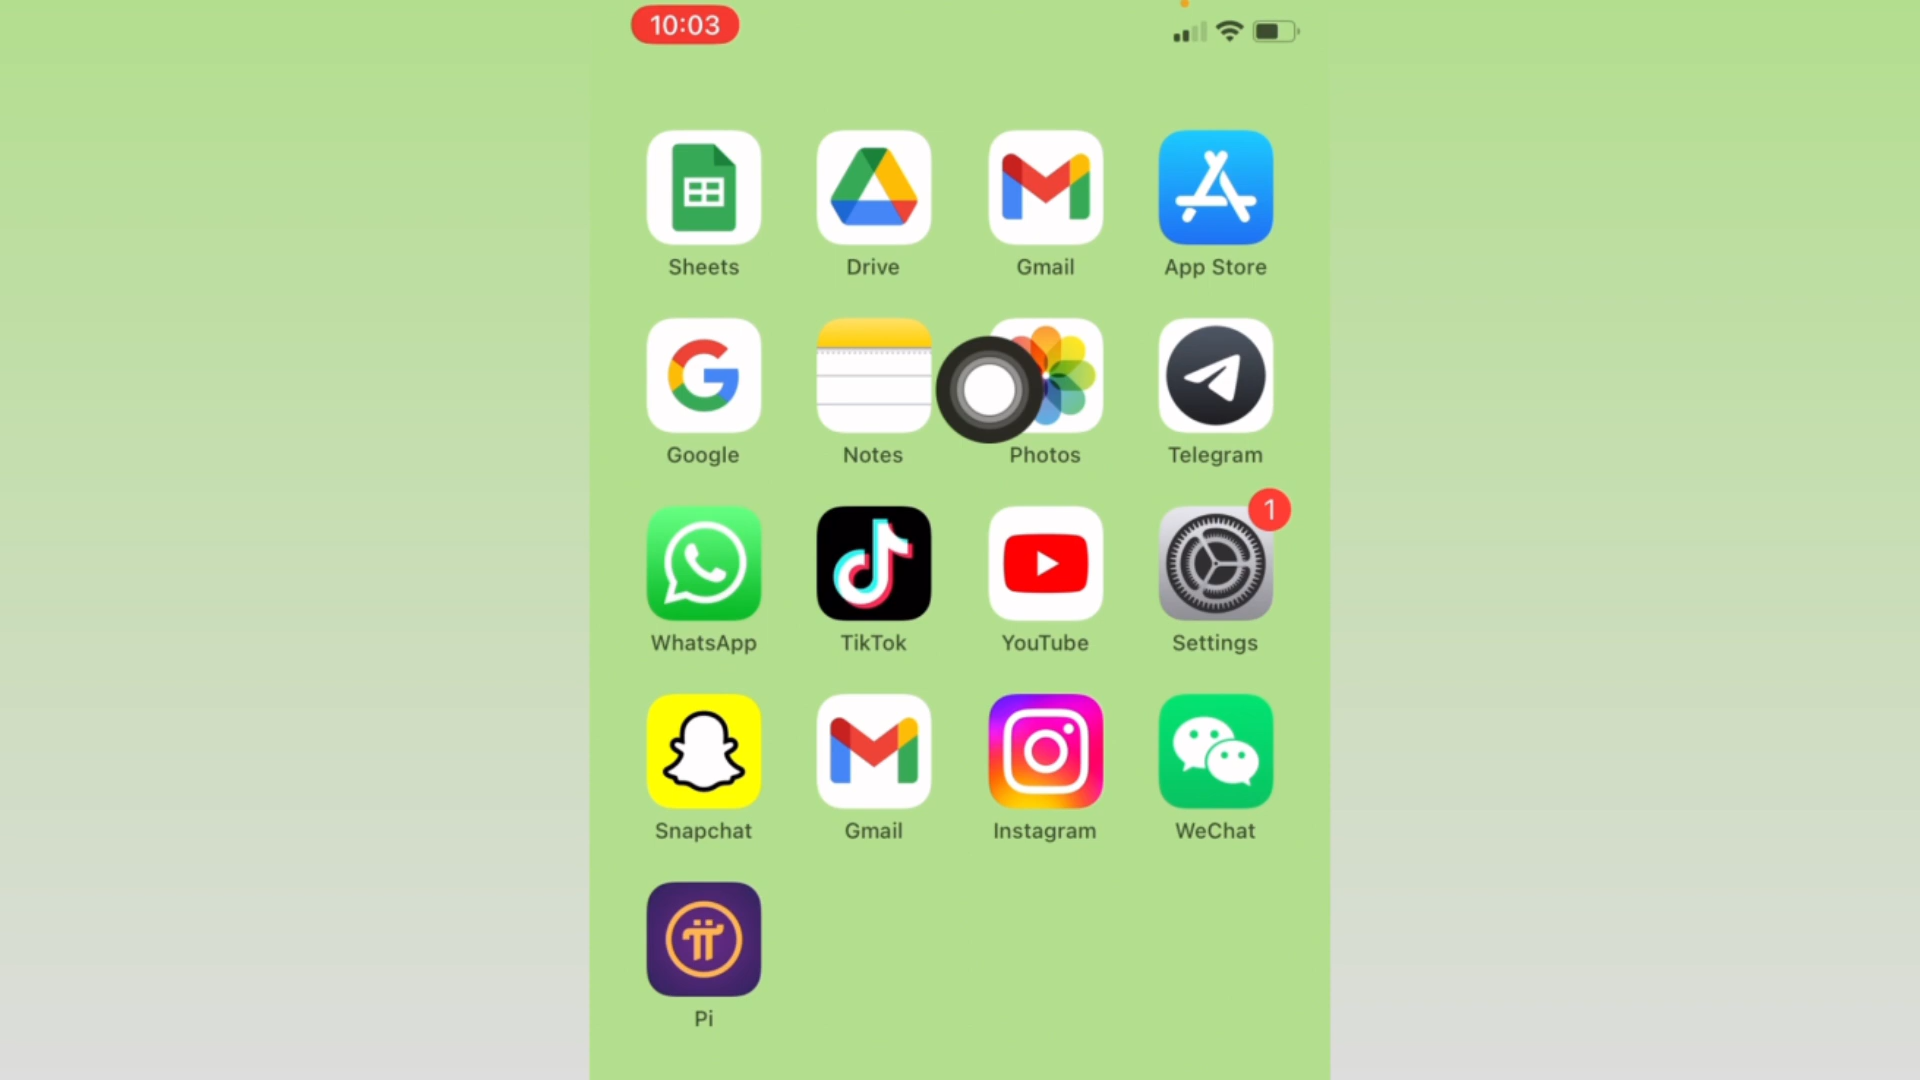 10:03
Sheets Drive Gmail App Store
Google Notes Photos Telegram
1
WhatsApp TikTok YouTube Settings
Snapchat Gmail Instagram WeChat
Pi